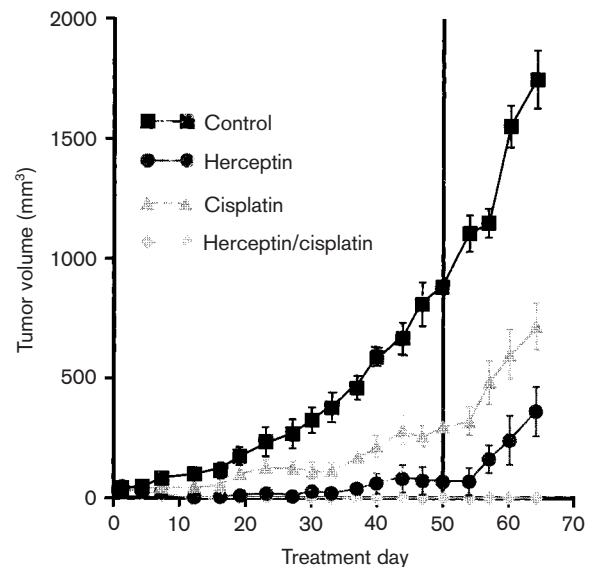 2000
1500
1000
500
0
Tumor volume (mm³)
Control
Herceptin
Cisplatin
Herceptin/cisplatin
0 10 20 30 40 50 60 70
Treatment day